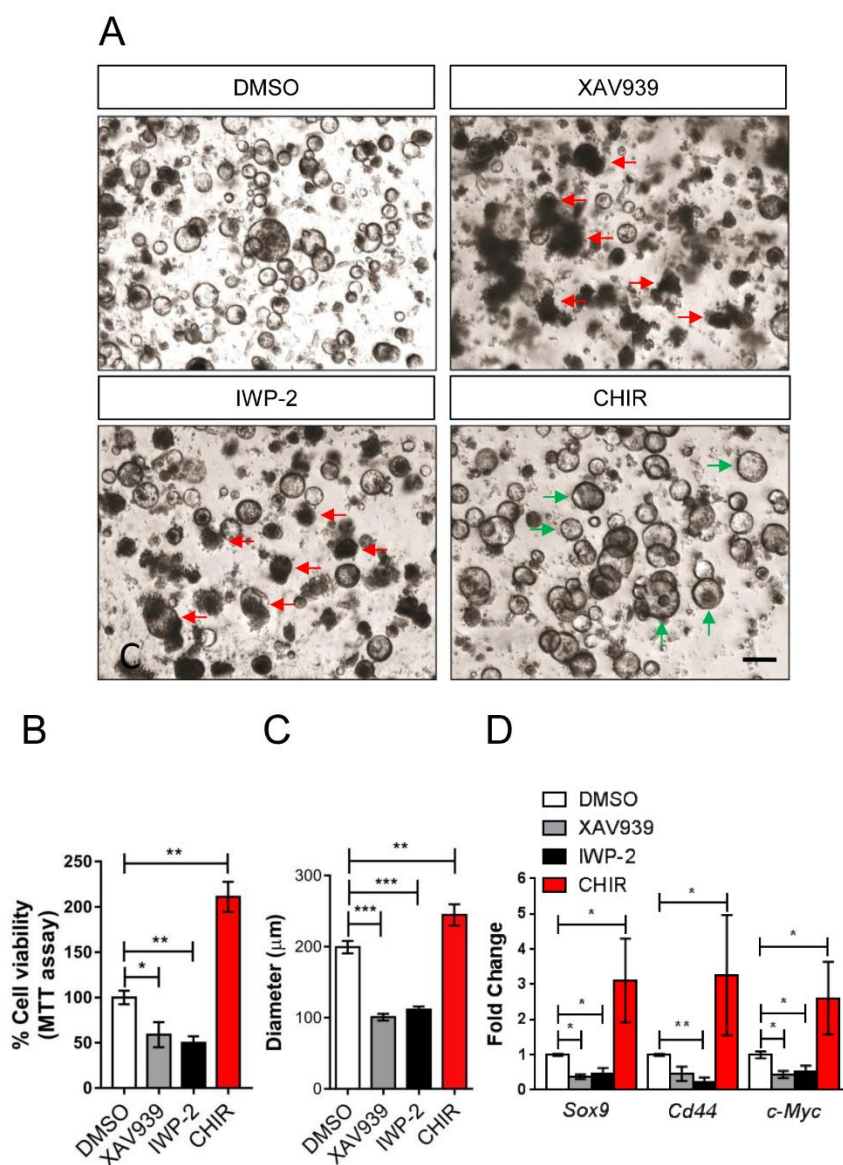 A
DMSO
XAV939
IWP-2
CHIR
C
B
% Cell viability
(MTT assay)
250
200
150
100
50
0
**
**
*
DMSO
XAV939
IWP-2
CHIR
C
Diameter (μm)
300
200
100
0
**
***
***
DMSO
XAV939
IWP-2
CHIR
D
DMSO
XAV939
IWP-2
CHIR
Fold Change
6
5
4
3
2
1
0
*
*
*
*
**
*
*
*
Sox9
Cd44
c-Myc